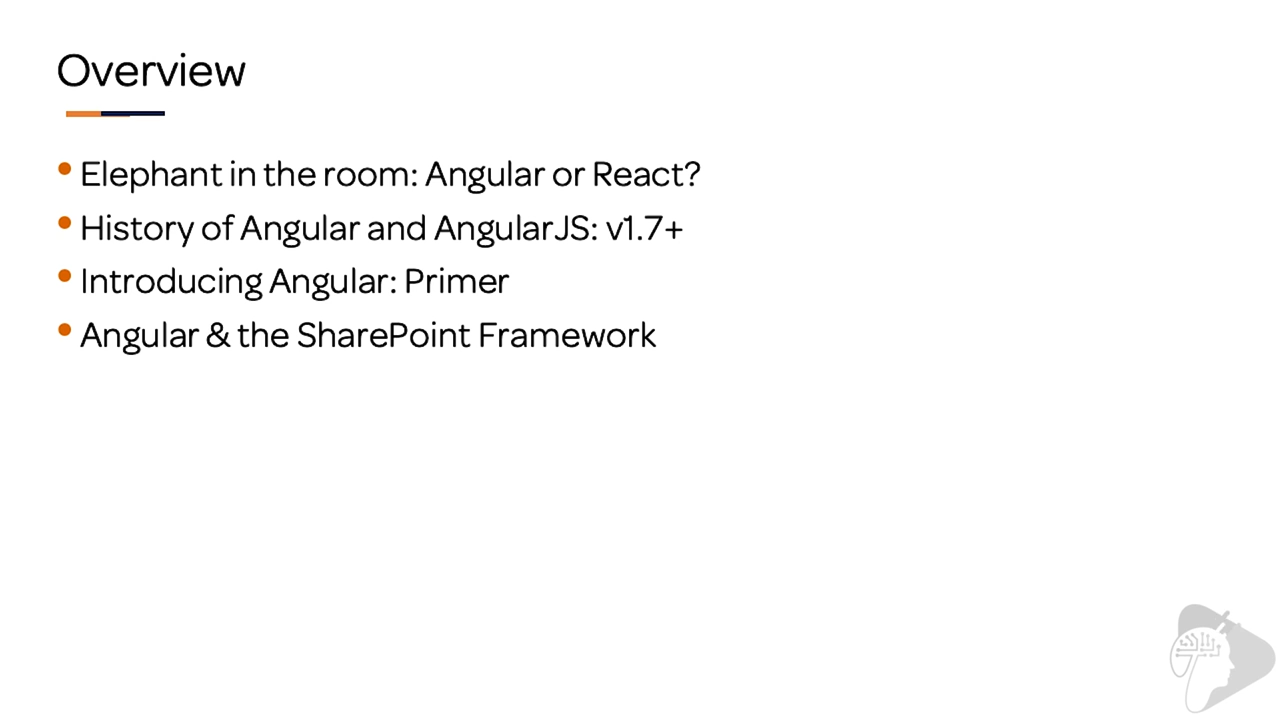 Overview
• Elephant in the room: Angular or React?
• History of Angular and AngularJS: v1.7+
• Introducing Angular: Primer
• Angular & the SharePoint Framework